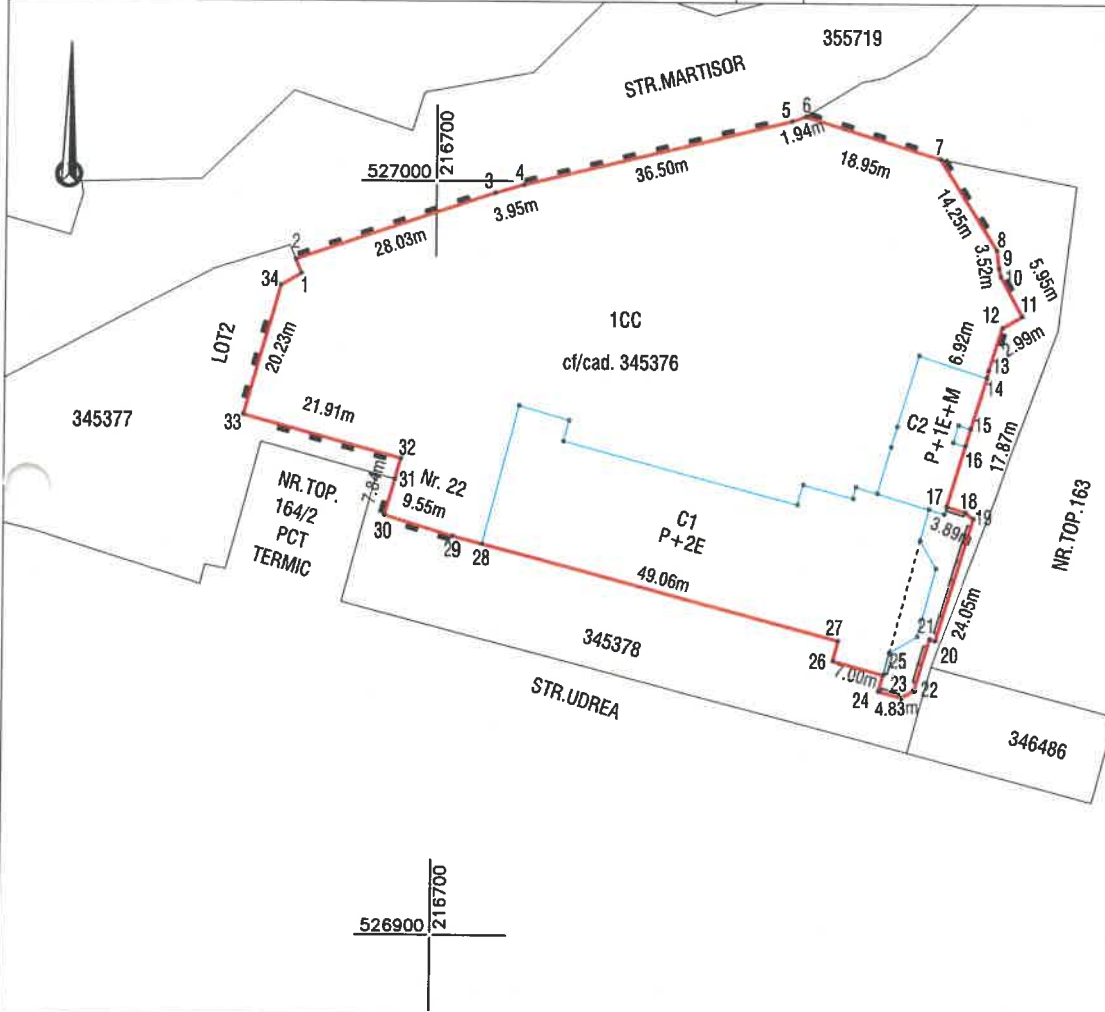 355719
STR.MARTISOR
216700
527000
5
6
1.94m
36.50m
18.95m
7
3
4
3.95m
28.03m
14.25m
2
1
34
8
9
3.52m
10
5.95m
11
12
2.99m
6.92m
13
14
1CC
cf/cad. 345376
LOT2
20.23m
21.91m
345377
33
32
31
7.84m
Nr. 22
9.55m
30
29
28
NR.TOP.
164/2
PCT
TERMIC
C2
P+1E+M
15
16
17.87m
17
18
19
3.89m
C1
P+2E
49.06m
NR.TOP.163
24.05m
27
26
21
20
25
7.00m
23
22
24
4.83m
345378
STR.UDREA
346486
216700
526900